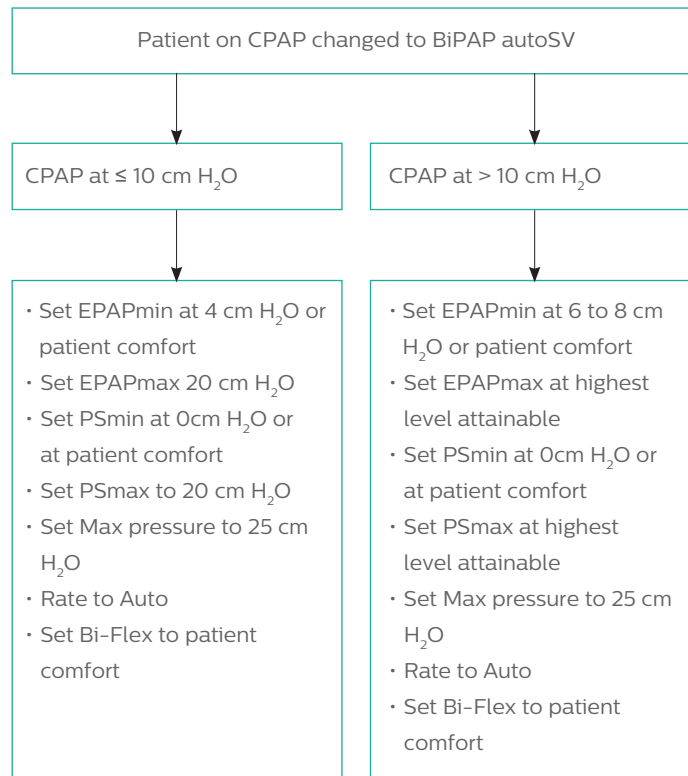 Patient on CPAP changed to BiPAP autoSV
CPAP at ≤ 10 cm H₂O
· Set EPAPmin at 4 cm H₂O or
patient comfort
· Set EPAPmax 20 cm H₂O
· Set PSmin at 0cm H₂O or
at patient comfort
· Set PSmax to 20 cm H₂O
· Set Max pressure to 25 cm
H₂O
· Rate to Auto
· Set Bi-Flex to patient
comfort
CPAP at > 10 cm H₂O
· Set EPAPmin at 6 to 8 cm
H₂O or patient comfort
· Set EPAPmax at highest
level attainable
· Set PSmin at 0cm H₂O or
at patient comfort
· Set PSmax at highest
level attainable
· Set Max pressure to 25 cm
H₂O
· Rate to Auto
· Set Bi-Flex to patient
comfort